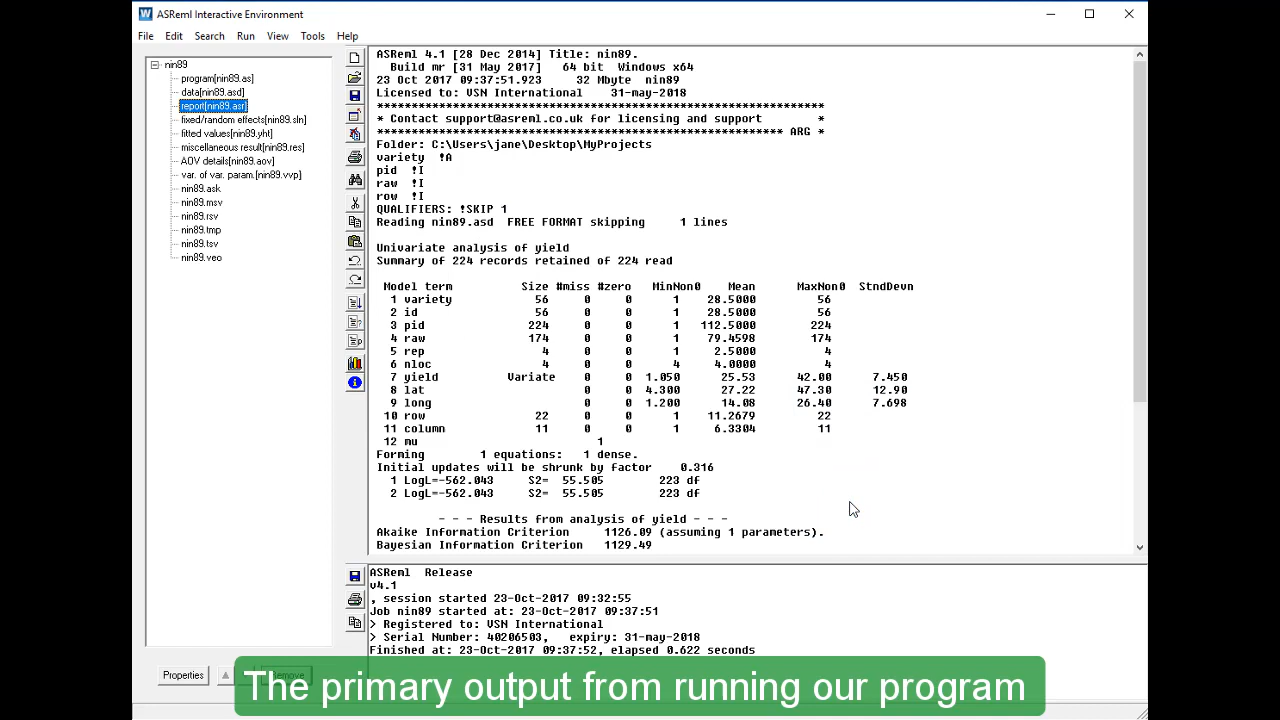 ASReml Interactive Environment
File Edit Search Run View Tools Help
nin89
program[nin89.as]
data[nin89.asd]
report[nin89.asr]
fixed/random effects[nin89.sln]
fitted values[nin89.yht]
miscellaneous result[nin89.res]
AOV details[nin89.aov]
var. of var. param.[nin89.vvp]
nin89.ask
nin89.msv
nin89.rsv
nin89.tmp
nin89.tsv
nin89.veo
ASReml 4.1 [28 Dec 2014] Title: nin89.
Build mr [31 May 2017] 64 bit Windows x64
23 Oct 2017 09:37:51.923 32 Mbyte nin89
Licensed to: VSN International 31-may-2018
*********************************************************************
* Contact support@asreml.co.uk for licensing and support *
*************************************************************** ARG *
Folder: C:\Users\jane\Desktop\MyProjects
variety !A
pid !I
raw !I
row !I
QUALIFIERS: !SKIP 1
Reading nin89.asd FREE FORMAT skipping 1 lines
Univariate analysis of yield
Summary of 224 records retained of 224 read
Model term Size #miss #zero MinNon0 Mean MaxNon0 StndDevn
1 variety 56 0 0 1 28.5000 56
2 id 56 0 0 1 28.5000 56
3 pid 224 0 0 1 112.5000 224
4 raw 174 0 0 1 79.4598 174
5 rep 4 0 0 1 2.5000 4
6 nloc 4 0 0 4 4.0000 4
7 yield Variate 0 0 1.050 25.53 42.00 7.450
8 lat 0 0 4.300 27.22 47.30 12.90
9 long 0 0 1.200 14.08 26.40 7.698
10 row 22 0 0 1 11.2679 22
11 column 11 0 0 1 6.3304 11
12 mu 1
Forming 1 equations: 1 dense.
Initial updates will be shrunk by factor 0.316
1 LogL=-562.043 S2= 55.505 223 df
2 LogL=-562.043 S2= 55.505 223 df
- - - Results from analysis of yield - - -
Akaike Information Criterion 1126.09 (assuming 1 parameters).
Bayesian Information Criterion 1129.49
ASReml Release
v4.1
, session started 23-Oct-2017 09:32:55
Job nin89 started at: 23-Oct-2017 09:37:51
> Registered to: VSN International
> Serial Number: 40206503, expiry: 31-may-2018
Finished at: 23-Oct-2017 09:37:52, elapsed 0.622 seconds
Properties Remove
The primary output from running our program